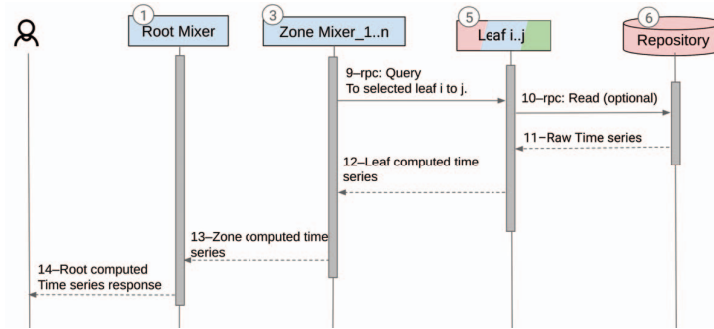 1
Root Mixer
3
Zone Mixer_1..n
5
Leaf i..j
6
Repository
9–rpc: Query
To selected leaf i to j.
10–rpc: Read (optional)
11–Raw Time series
12–Leaf computed time
series
13–Zone computed time
series
14–Root computed
Time series response